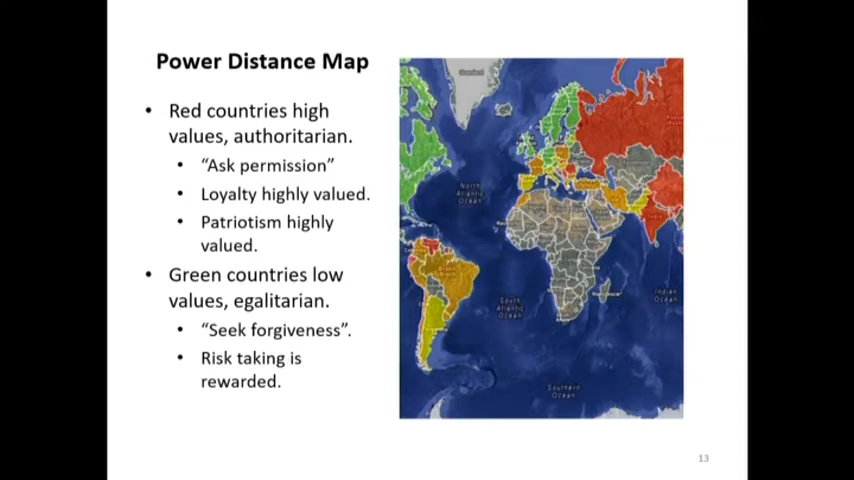 Power Distance Map
• Red countries high
values, authoritarian.
• “Ask permission”
• Loyalty highly valued.
• Patriotism highly
valued.
• Green countries low
values, egalitarian.
• “Seek forgiveness”.
• Risk taking is
rewarded.
Greenland
North
Atlantic
Ocean
South
Atlantic
Ocean
Indian
Ocean
Southern
Ocean
13